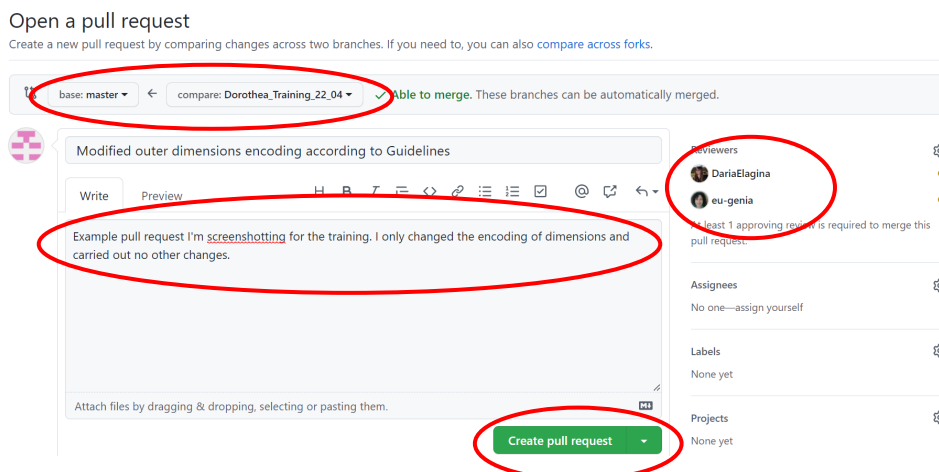 Open a pull request
Create a new pull request by comparing changes across two branches. If you need to, you can also compare across forks.
base: master ← compare: Dorothea_Training_22_04 ✓ Able to merge. These branches can be automatically merged.
Modified outer dimensions encoding according to Guidelines
Write Preview H B I @
Example pull request I'm screenshotting for the training. I only changed the encoding of dimensions and
carried out no other changes.
Attach files by dragging & dropping, selecting or pasting them.
Create pull request
Reviewers
DariaElagina
eu-genia
At least 1 approving review is required to merge this
pull request.
Assignees
No one—assign yourself
Labels
None yet
Projects
None yet